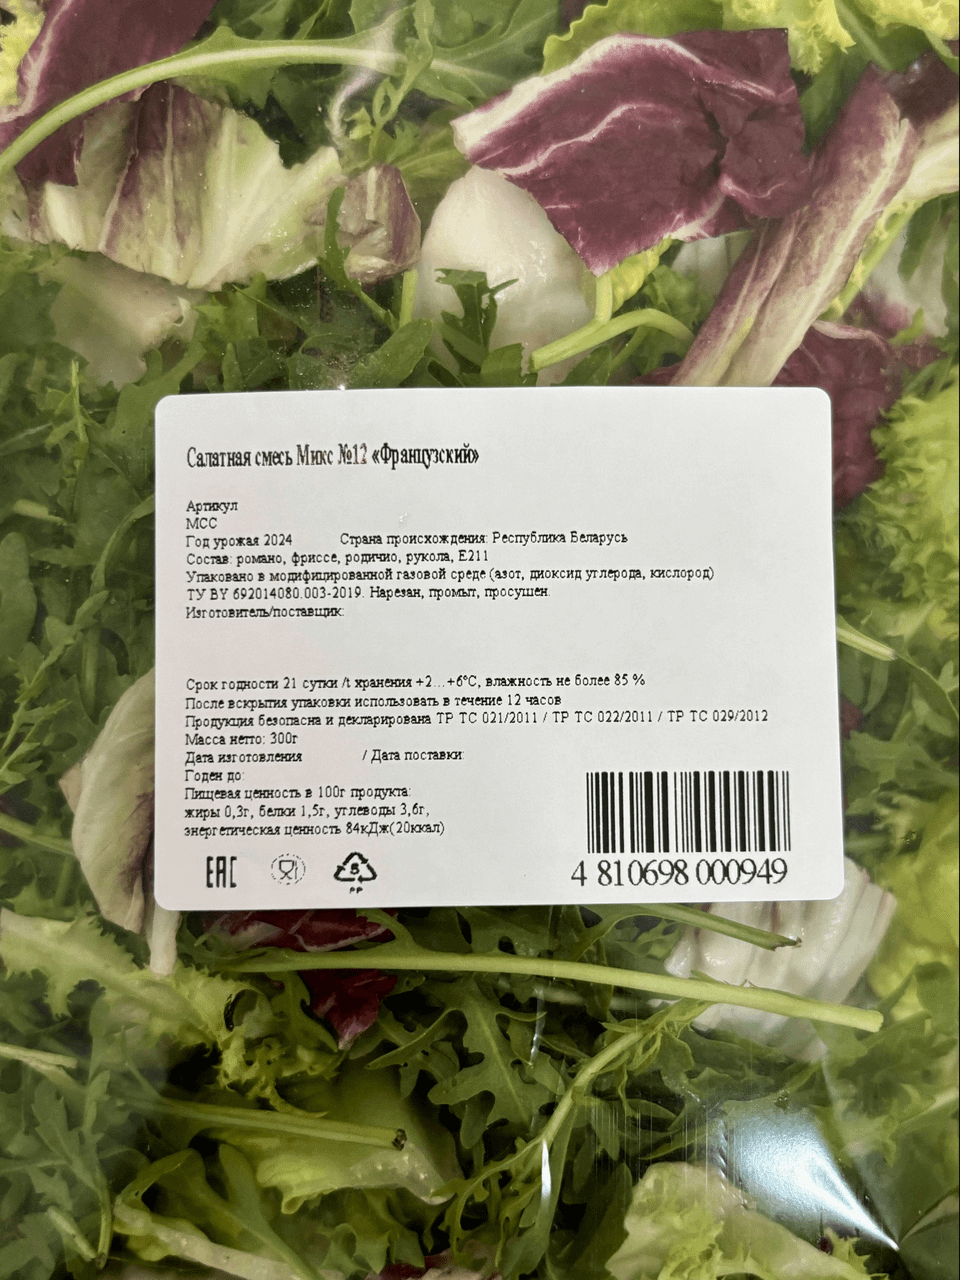 Салатная смесь Микс №12 «Французский»
Артикул
МСС
Год урожая 2024 Страна происхождения: Республика Беларусь
Состав: романо, фриссе, родичио, рукола, Е211
Упаковано в модифицированной газовой среде (азот, диоксид углерода, кислород)
ТУ BY 692014080.003-2019. Нарезан, промыт, просушен.
Изготовитель/поставщик:
Срок годности 21 сутки /t хранения +2…+6°С, влажность не более 85 %
После вскрытия упаковки использовать в течение 12 часов
Продукция безопасна и декларирована ТР ТС 021/2011 / ТР ТС 022/2011 / ТР ТС 029/2012
Масса нетто: 300г
Дата изготовления / Дата поставки:
Годен до:
Пищевая ценность в 100г продукта:
жиры 0,3г, белки 1,5г, углеводы 3,6г,
энергетическая ценность 84кДж(20ккал)
ЕАС
5
PP
4 810698 000949